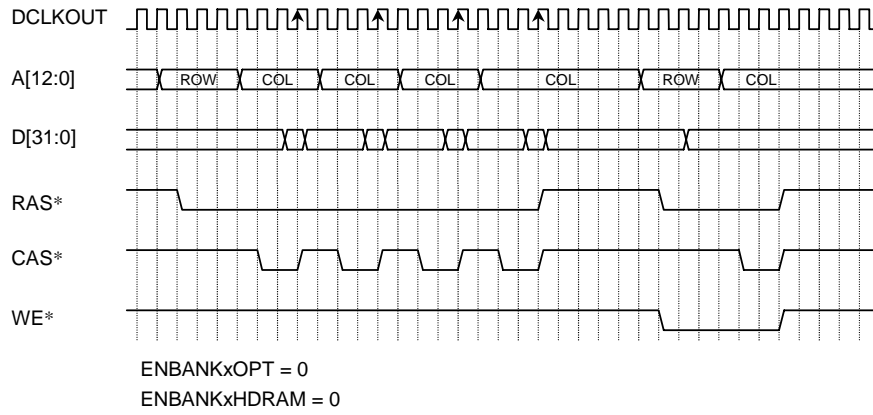 DCLKOUT
A[12:0] ROW COL COL COL COL ROW COL
D[31:0]
RAS*
CAS*
WE*
ENBANKxOPT = 0
ENBANKxHDRAM = 0